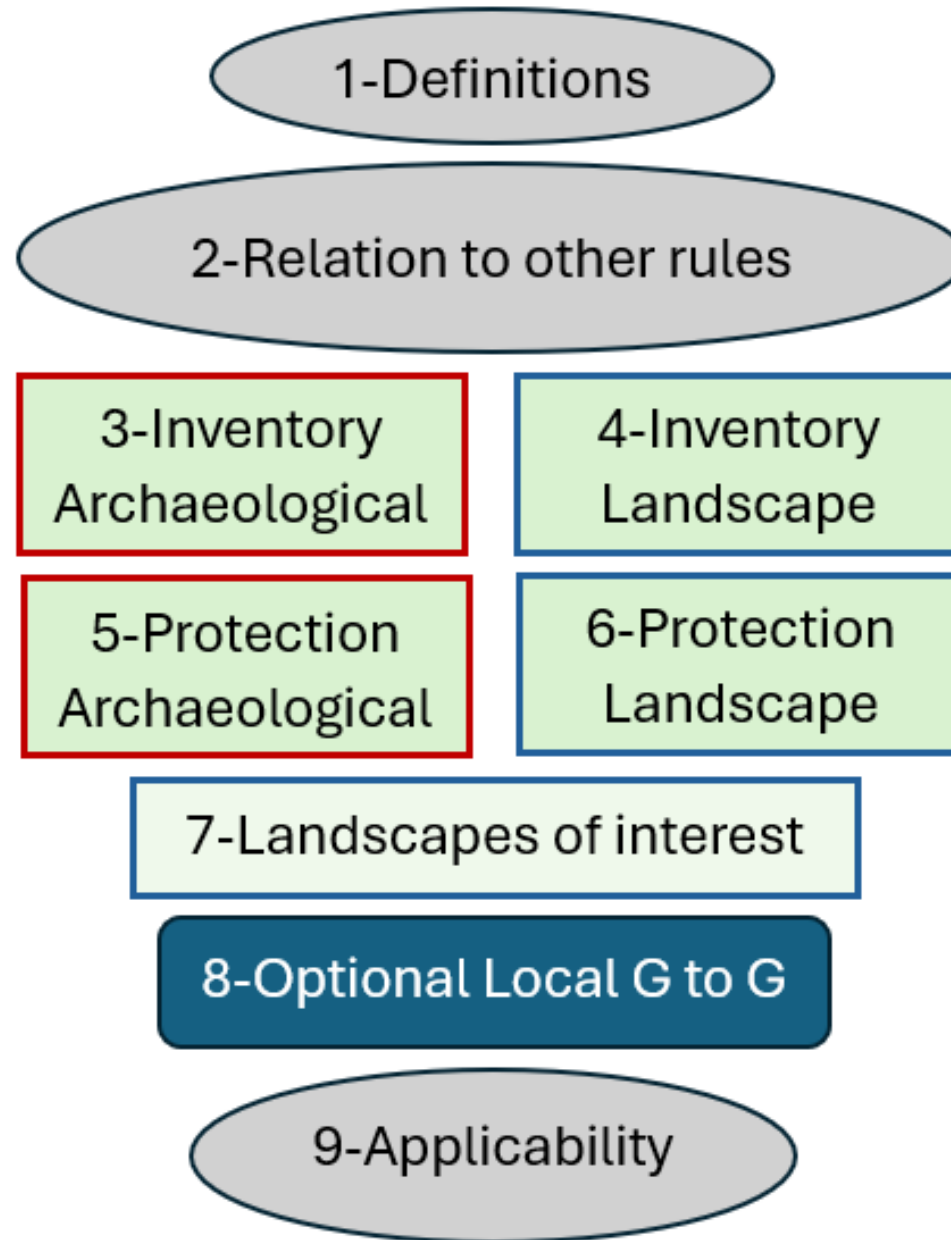 1-Definitions
2-Relation to other rules
3-Inventory
Archaeological
4-Inventory
Landscape
5-Protection
Archaeological
6-Protection
Landscape
7-Landscapes of interest
8-Optional Local G to G
9-Applicability